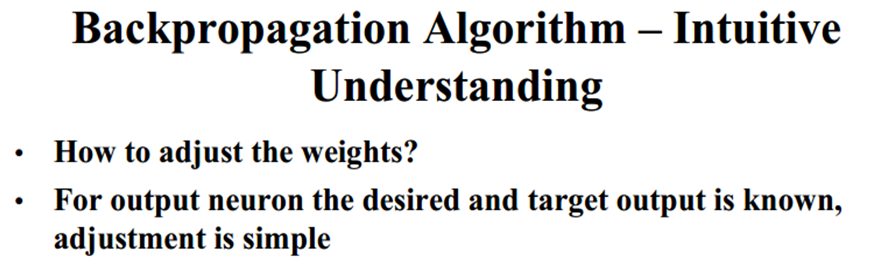 Backpropagation Algorithm – Intuitive
Understanding
• How to adjust the weights?
• For output neuron the desired and target output is known,
adjustment is simple